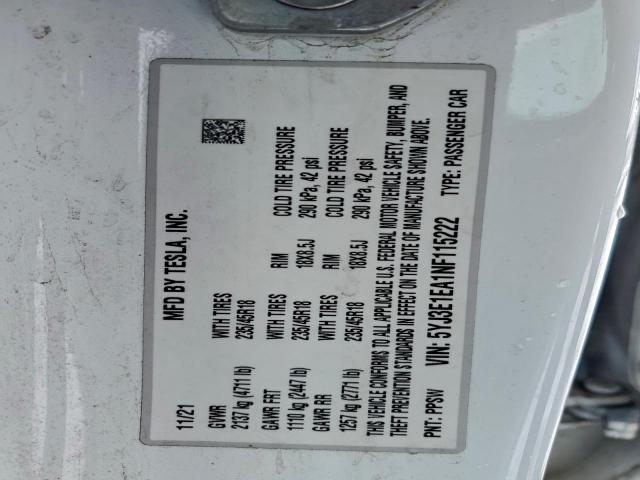 MFD BY TESLA, INC.
11/21
GVWR
2137 kg (4711 lb)
GAWR FRT WITH TIRES RIM COLD TIRE PRESSURE
1110 kg (2447 lb) 235/45R18 18X8.5J 290 kPa, 42 psi
GAWR RR WITH TIRES RIM COLD TIRE PRESSURE
1257 kg (2771 lb) 235/45R18 18X8.5J 290 kPa, 42 psi
THIS VEHICLE CONFORMS TO ALL APPLICABLE U.S. FEDERAL MOTOR VEHICLE SAFETY, BUMPER, AND
THEFT PREVENTION STANDARDS IN EFFECT ON THE DATE OF MANUFACTURE SHOWN ABOVE.
PNT: PPSW VIN: 5YJ3E1EA1NF115222 TYPE: PASSENGER CAR